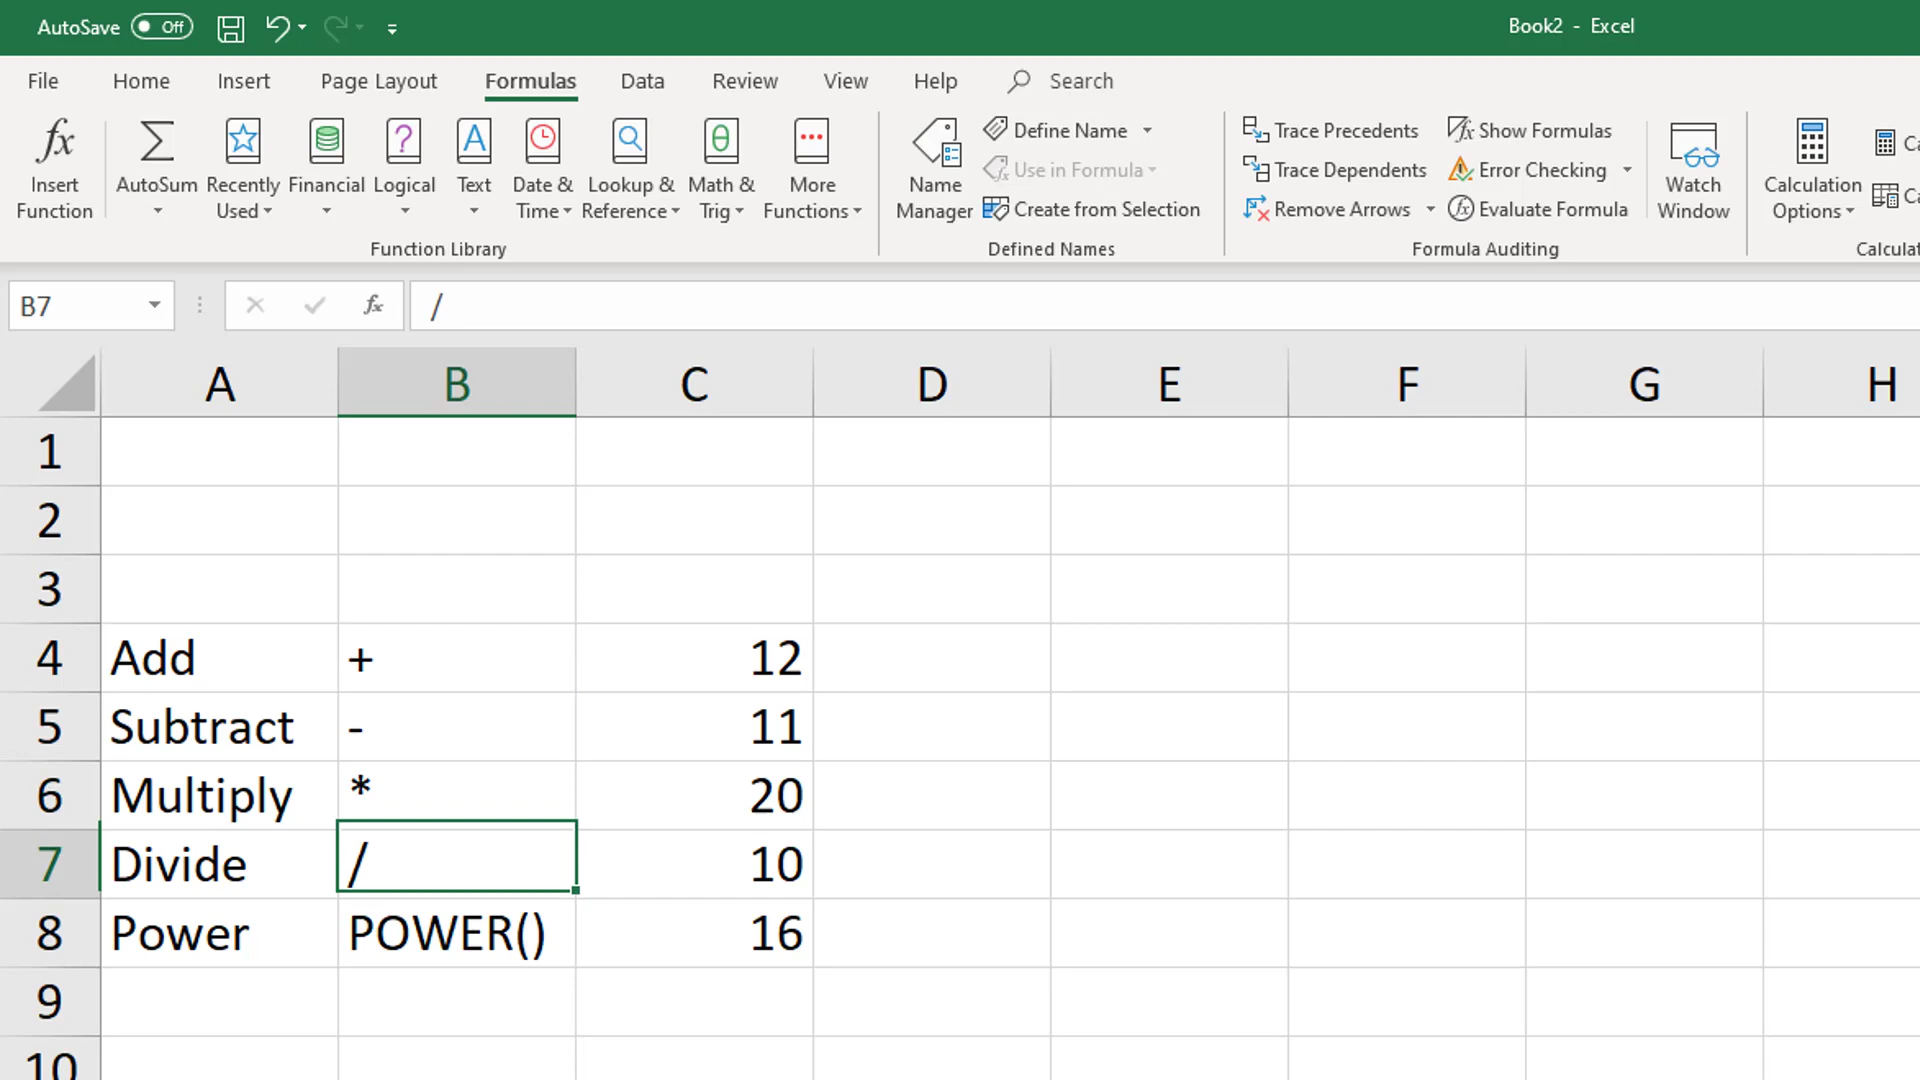 AutoSave Off Book2 - Excel
File Home Insert Page Layout Formulas Data Review View Help Search
fx Insert Function
AutoSum
Recently Used
Financial
Logical
Text
Date & Time
Lookup & Reference
Math & Trig
More Functions
Function Library
Name Manager
Define Name
Use in Formula
Create from Selection
Defined Names
Trace Precedents
Trace Dependents
Remove Arrows
Show Formulas
Error Checking
Evaluate Formula
Formula Auditing
Watch Window
Calculation Options
B7 fx /
A B C D E F G H
1
2
3
4 Add + 12
5 Subtract - 11
6 Multiply * 20
7 Divide / 10
8 Power POWER() 16
9
10